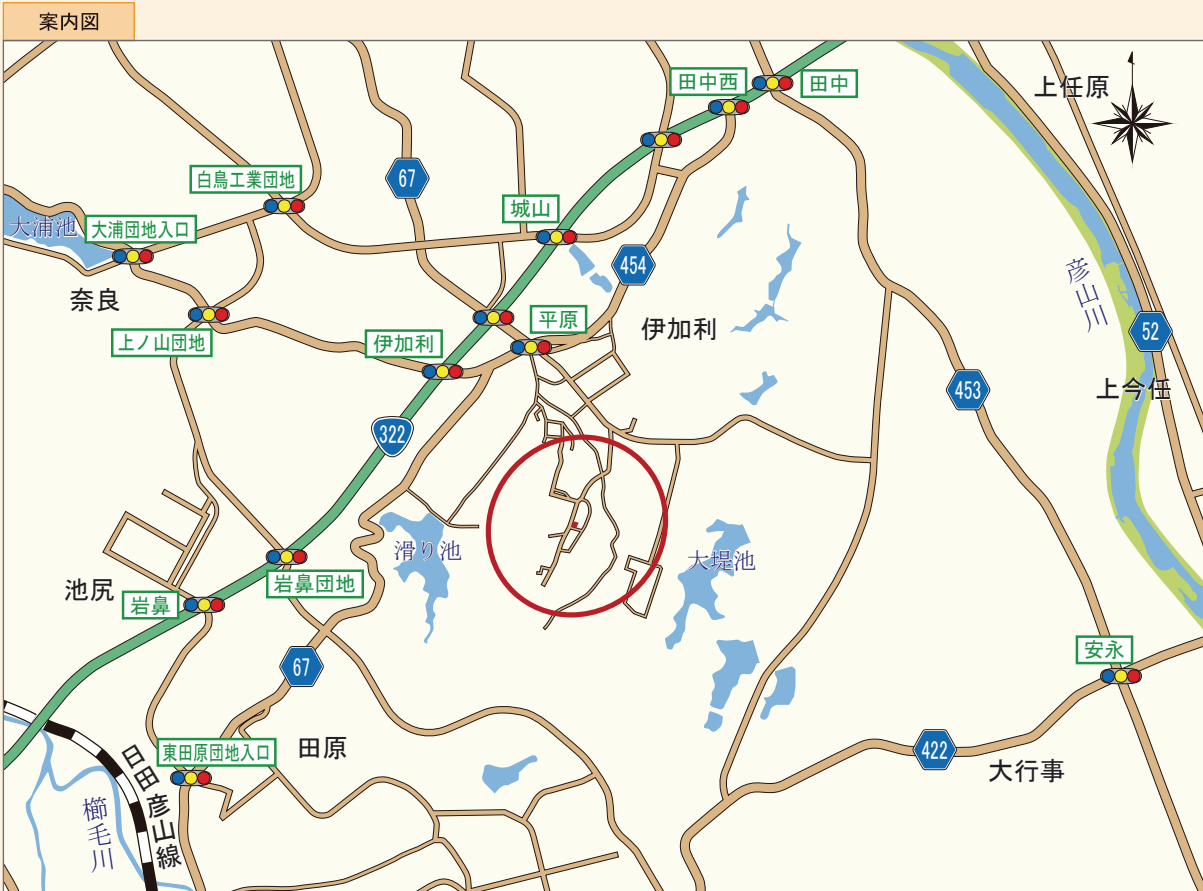 案内図
田中西
田中
上任原
白鳥工業団地
67
大浦池
大浦団地入口
城山
454
彦山川
奈良
上ノ山団地
伊加利
平原
伊加利
52
上今任
453
322
滑り池
大堤池
池尻
岩鼻
岩鼻団地
安永
67
東田原団地入口
田原
422
大行事
日田彦山線
櫛毛川